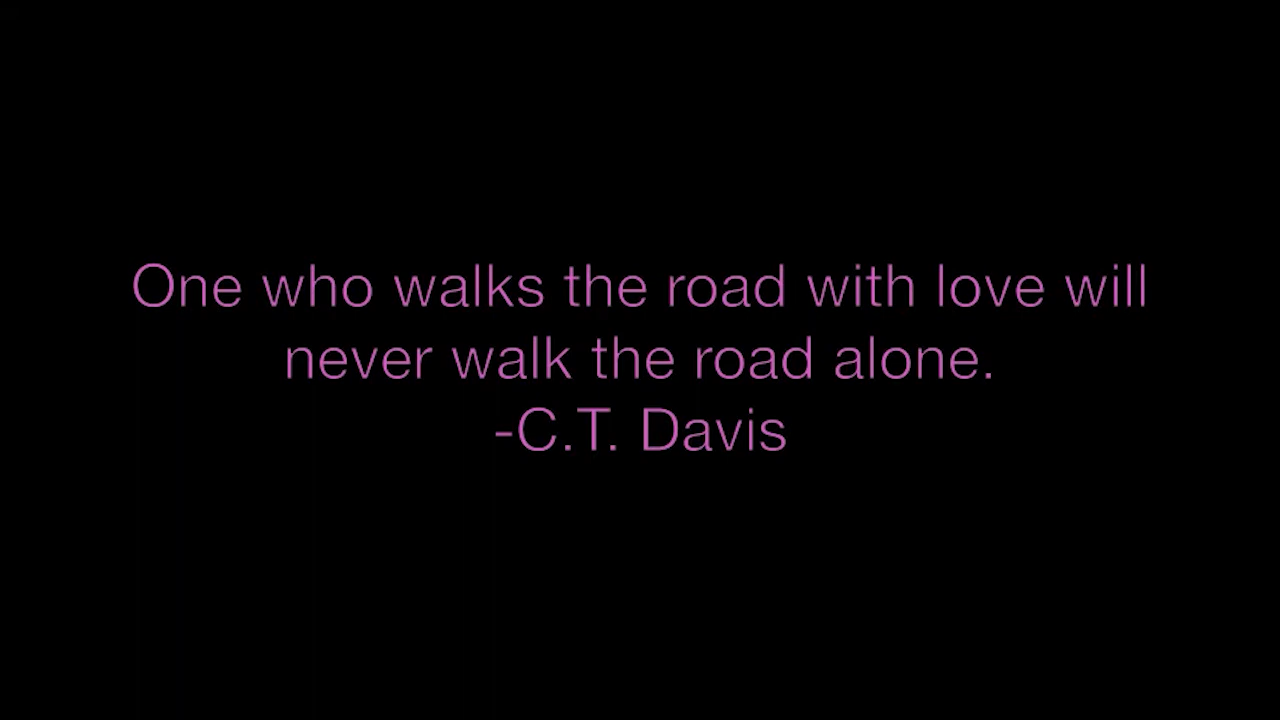 One who walks the road with love will
never walk the road alone.
-C.T. Davis